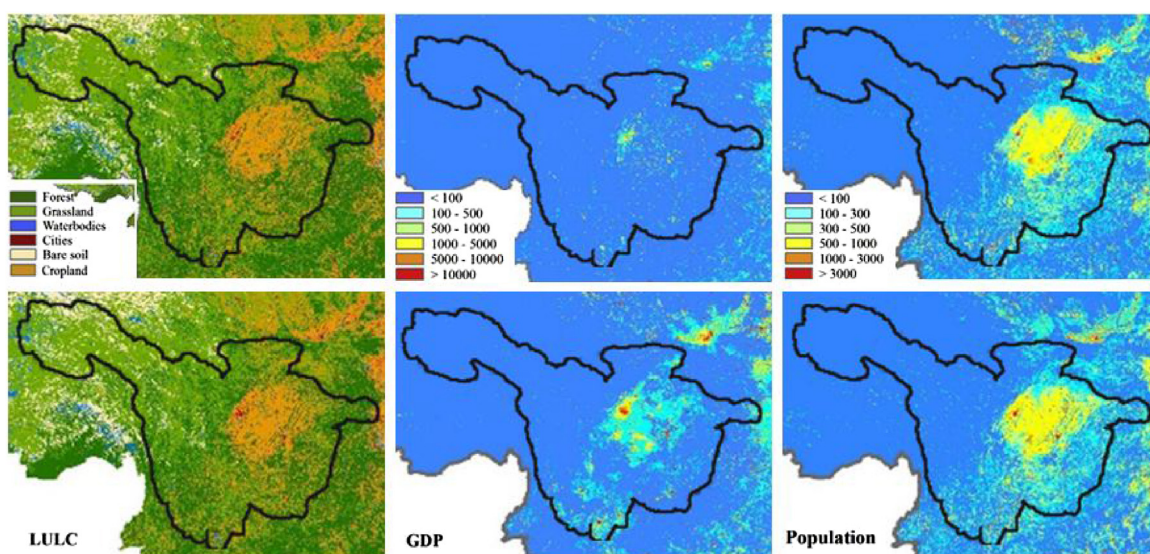 Forest
Grassland
Waterbodies
Cities
Bare soil
Cropland
< 100
100 - 500
500 - 1000
1000 - 5000
5000 - 10000
> 10000
< 100
100 - 300
300 - 500
500 - 1000
1000 - 3000
> 3000
LULC
GDP
Population